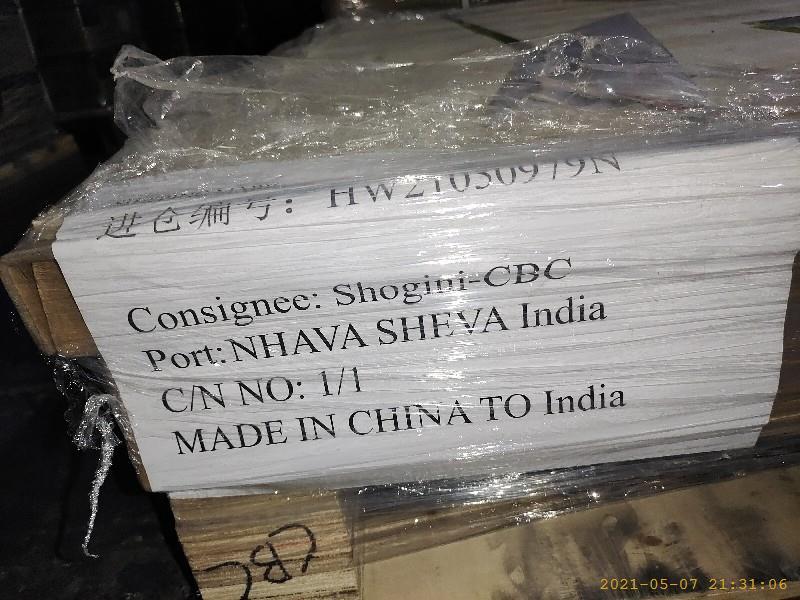 进仓编号: HW21050979N
Consignee: Shogini-CBC
Port:NHAVA SHEVA India
C/N NO: 1/1
MADE IN CHINA TO India
CBC
2021-05-07 21:31:06